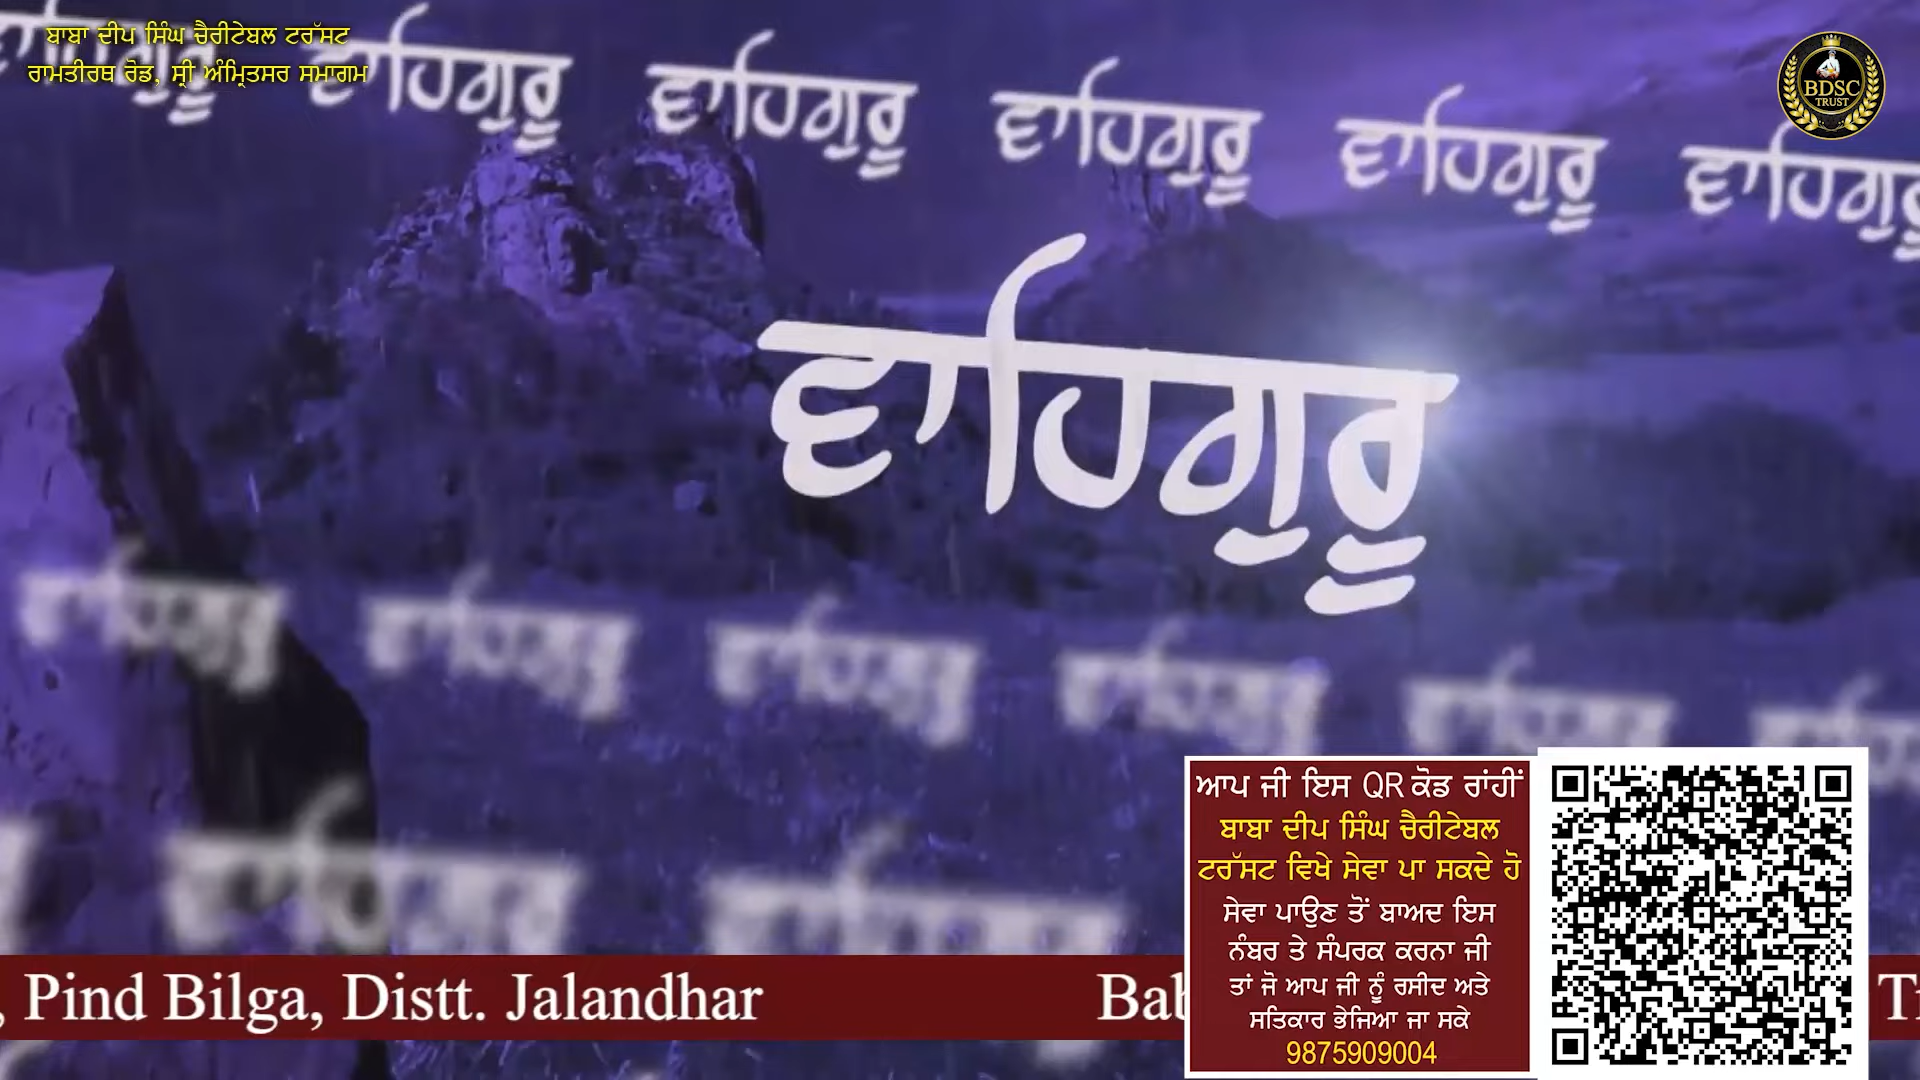 ਬਾਬਾ ਦੀਪ ਸਿੰਘ ਚੈਰੀਟੇਬਲ ਟਰੱਸਟ
ਰਾਮਤੀਰਥ ਰੋਡ, ਸ੍ਰੀ ਅੰਮ੍ਰਿਤਸਰ ਸਮਾਗਮ
BDSC
TRUST
ਵਾਹਿਗੁਰੂ ਵਾਹਿਗੁਰੂ ਵਾਹਿਗੁਰੂ ਵਾਹਿਗੁਰੂ ਵਾਹਿਗੁਰੂ ਵਾਹਿਗੁਰੂ
ਵਾਹਿਗੁਰੂ
ਵਾਹਿਗੁਰੂ ਵਾਹਿਗੁਰੂ ਵਾਹਿਗੁਰੂ ਵਾਹਿਗੁਰੂ ਵਾਹਿਗੁਰੂ
ਆਪ ਜੀ ਇਸ QR ਕੋਡ ਰਾਂਹੀਂ
ਬਾਬਾ ਦੀਪ ਸਿੰਘ ਚੈਰੀਟੇਬਲ
ਟਰੱਸਟ ਵਿਖੇ ਸੇਵਾ ਪਾ ਸਕਦੇ ਹੋ
ਸੇਵਾ ਪਾਉਣ ਤੋਂ ਬਾਅਦ ਇਸ
ਨੰਬਰ ਤੇ ਸੰਪਰਕ ਕਰਨਾ ਜੀ
ਤਾਂ ਜੋ ਆਪ ਜੀ ਨੂੰ ਰਸੀਦ ਅਤੇ
ਸਤਿਕਾਰ ਭੇਜਿਆ ਜਾ ਸਕੇ
9875909004
, Pind Bilga, Distt. Jalandhar